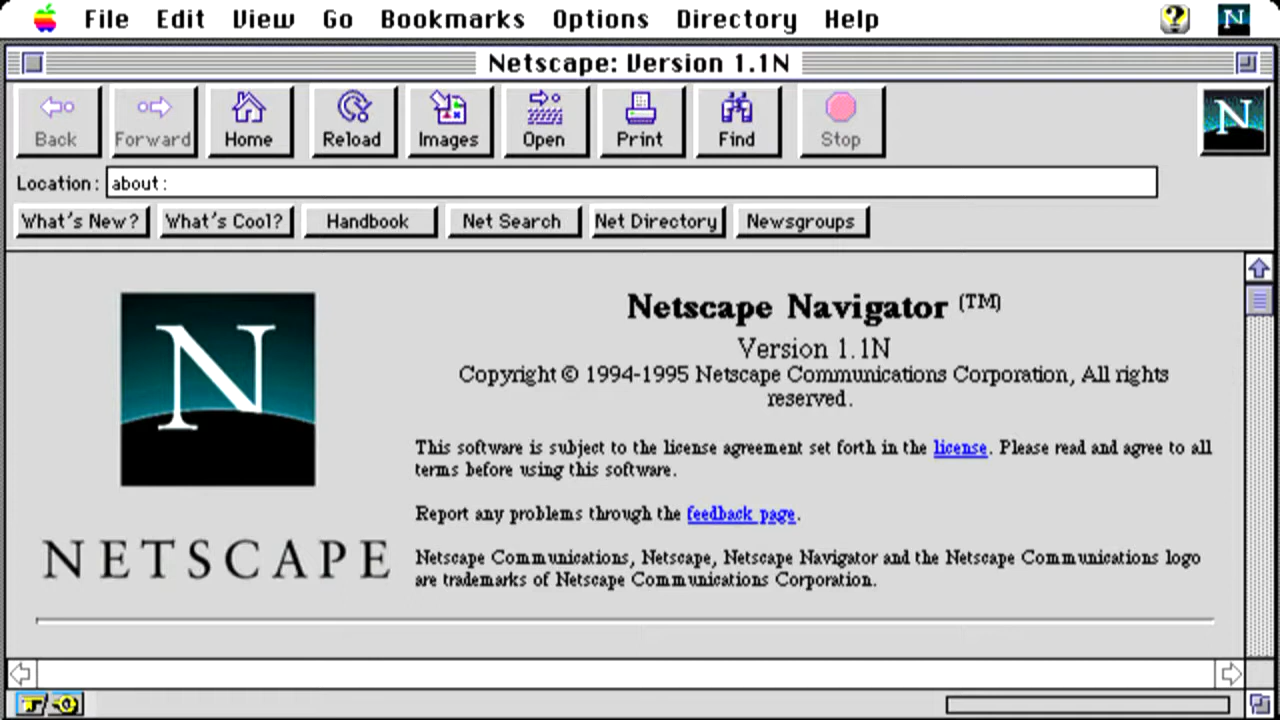 File Edit View Go Bookmarks Options Directory Help
Netscape: Version 1.1N
Back Forward Home Reload Images Open Print Find Stop
N
Location: about:
What's New? What's Cool? Handbook Net Search Net Directory Newsgroups
N
NETSCAPE
Netscape Navigator (TM)
Version 1.1N
Copyright © 1994-1995 Netscape Communications Corporation, All rights
reserved.
This software is subject to the license agreement set forth in the license. Please read and agree to all
terms before using this software.
Report any problems through the feedback page.
Netscape Communications, Netscape, Netscape Navigator and the Netscape Communications logo
are trademarks of Netscape Communications Corporation.